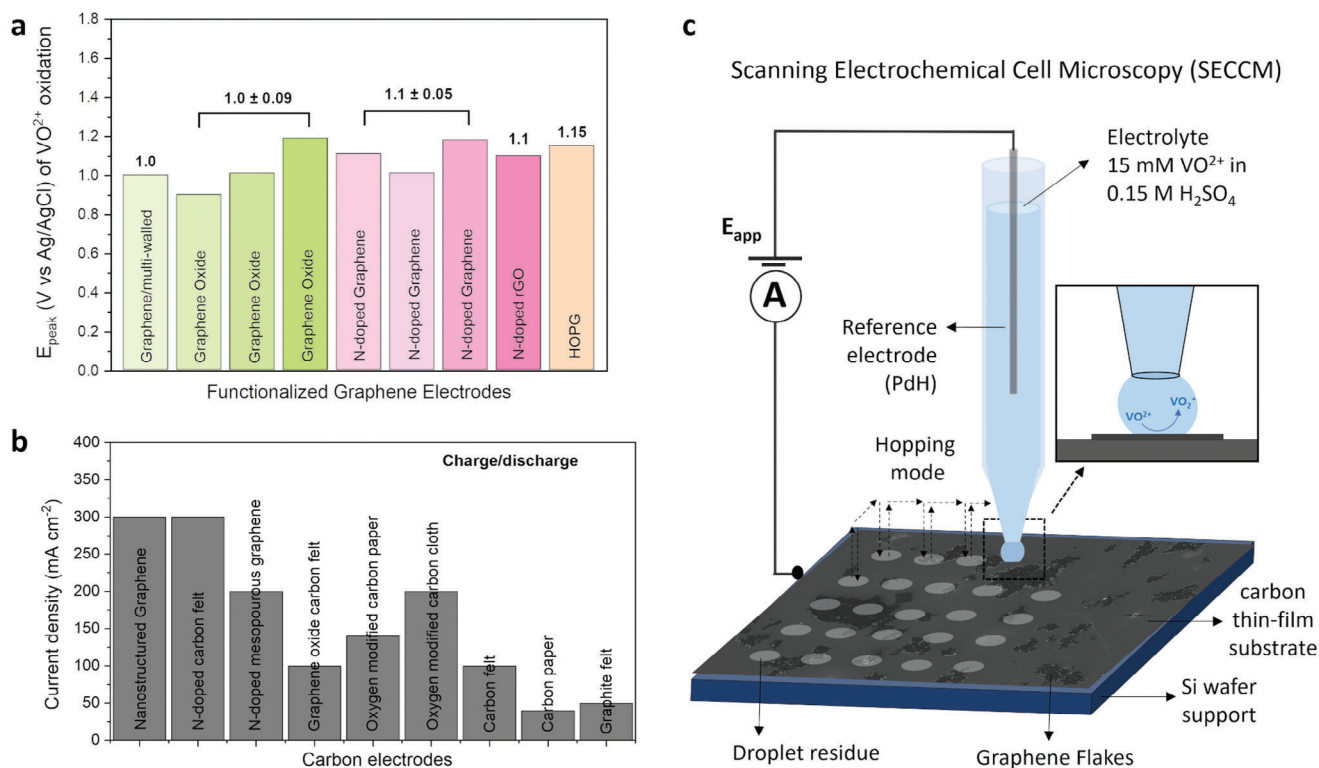 a
E_peak (V vs Ag/AgCl) of VO²⁺ oxidation
1.8
1.6
1.4
1.2
1.0
0.8
0.6
0.4
0.2
0.0
1.0
1.0 ± 0.09
1.1 ± 0.05
1.1
1.15
Graphene/multi-walled
Graphene Oxide
Graphene Oxide
Graphene Oxide
N-doped Graphene
N-doped Graphene
N-doped Graphene
N-doped rGO
HOPG
Functionalized Graphene Electrodes
b
Current density (mA cm⁻²)
400
350
300
250
200
150
100
50
0
Charge/discharge
Nanostructured Graphene
N-doped carbon felt
N-doped mesopourous graphene
Graphene oxide carbon felt
Oxygen modified carbon paper
Oxygen modified carbon cloth
Carbon felt
Carbon paper
Graphite felt
Carbon electrodes
c
Scanning Electrochemical Cell Microscopy (SECCM)
Electrolyte
15 mM VO²⁺ in
0.15 M H₂SO₄
E_app
A
Reference
electrode
(PdH)
VO²⁺
VO₂⁺
Hopping
mode
carbon
thin-film
substrate
Si wafer
support
Droplet residue
Graphene Flakes